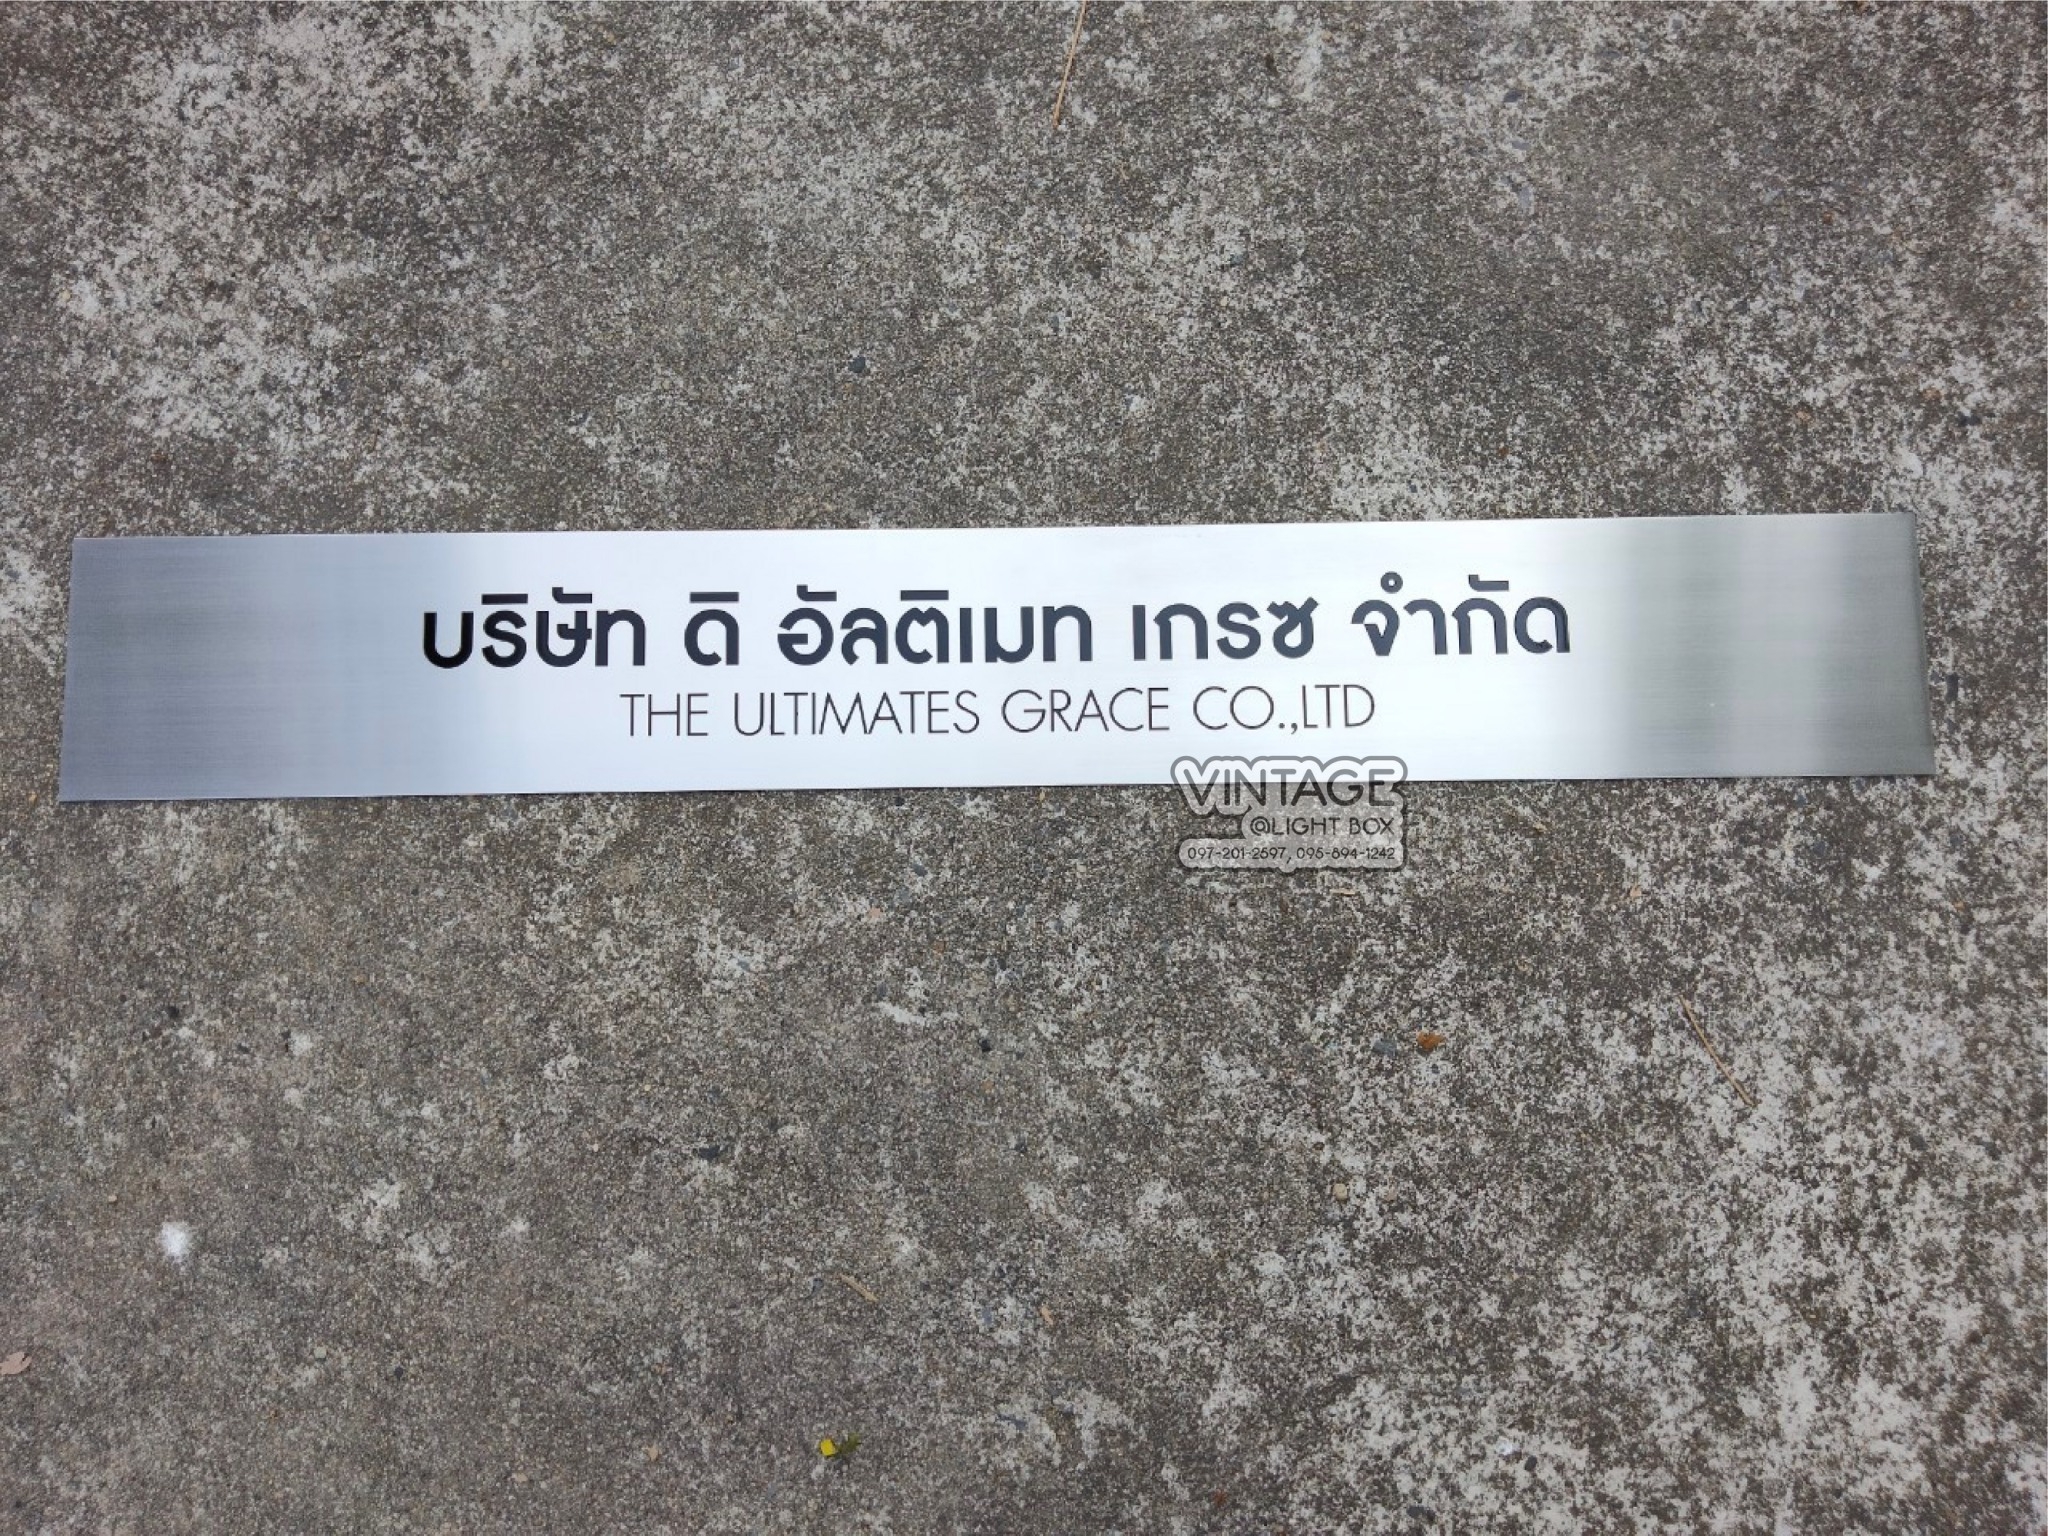 บริษัท ดิ อัลติเมท เกรซ จำกัด
THE ULTIMATES GRACE CO.,LTD
VINTAGE
@LIGHT BOX
097-201-2597, 095-894-1242